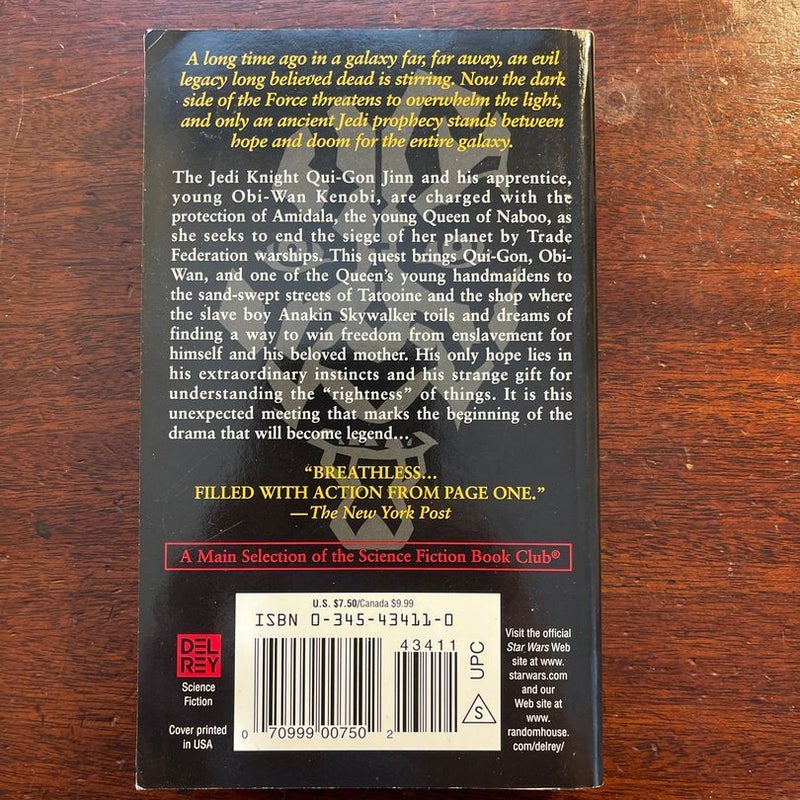 A long time ago in a galaxy far, far away, an evil
legacy long believed dead is stirring. Now the dark
side of the Force threatens to overwhelm the light,
and only an ancient Jedi prophecy stands between
hope and doom for the entire galaxy.
The Jedi Knight Qui-Gon Jinn and his apprentice,
young Obi-Wan Kenobi, are charged with the
protection of Amidala, the young Queen of Naboo, as
she seeks to end the siege of her planet by Trade
Federation warships. This quest brings Qui-Gon, Obi-
Wan, and one of the Queen's young handmaidens to
the sand-swept streets of Tatooine and the shop where
the slave boy Anakin Skywalker toils and dreams of
finding a way to win freedom from enslavement for
himself and his beloved mother. His only hope lies in
his extraordinary instincts and his strange gift for
understanding the “rightness” of things. It is this
unexpected meeting that marks the beginning of the
drama that will become legend...
“BREATHLESS...
FILLED WITH ACTION FROM PAGE ONE.”
—The New York Post
A Main Selection of the Science Fiction Book Club®
DEL
REY
Science
Fiction
Cover printed
in USA
U.S. $7.50/Canada $9.99
ISBN 0-345-43411-0
43411
0 70999 00750 2
UPC
S
Visit the official
Star Wars Web
site at www.
starwars.com
and our
Web site at
www.
randomhouse.
com/delrey/